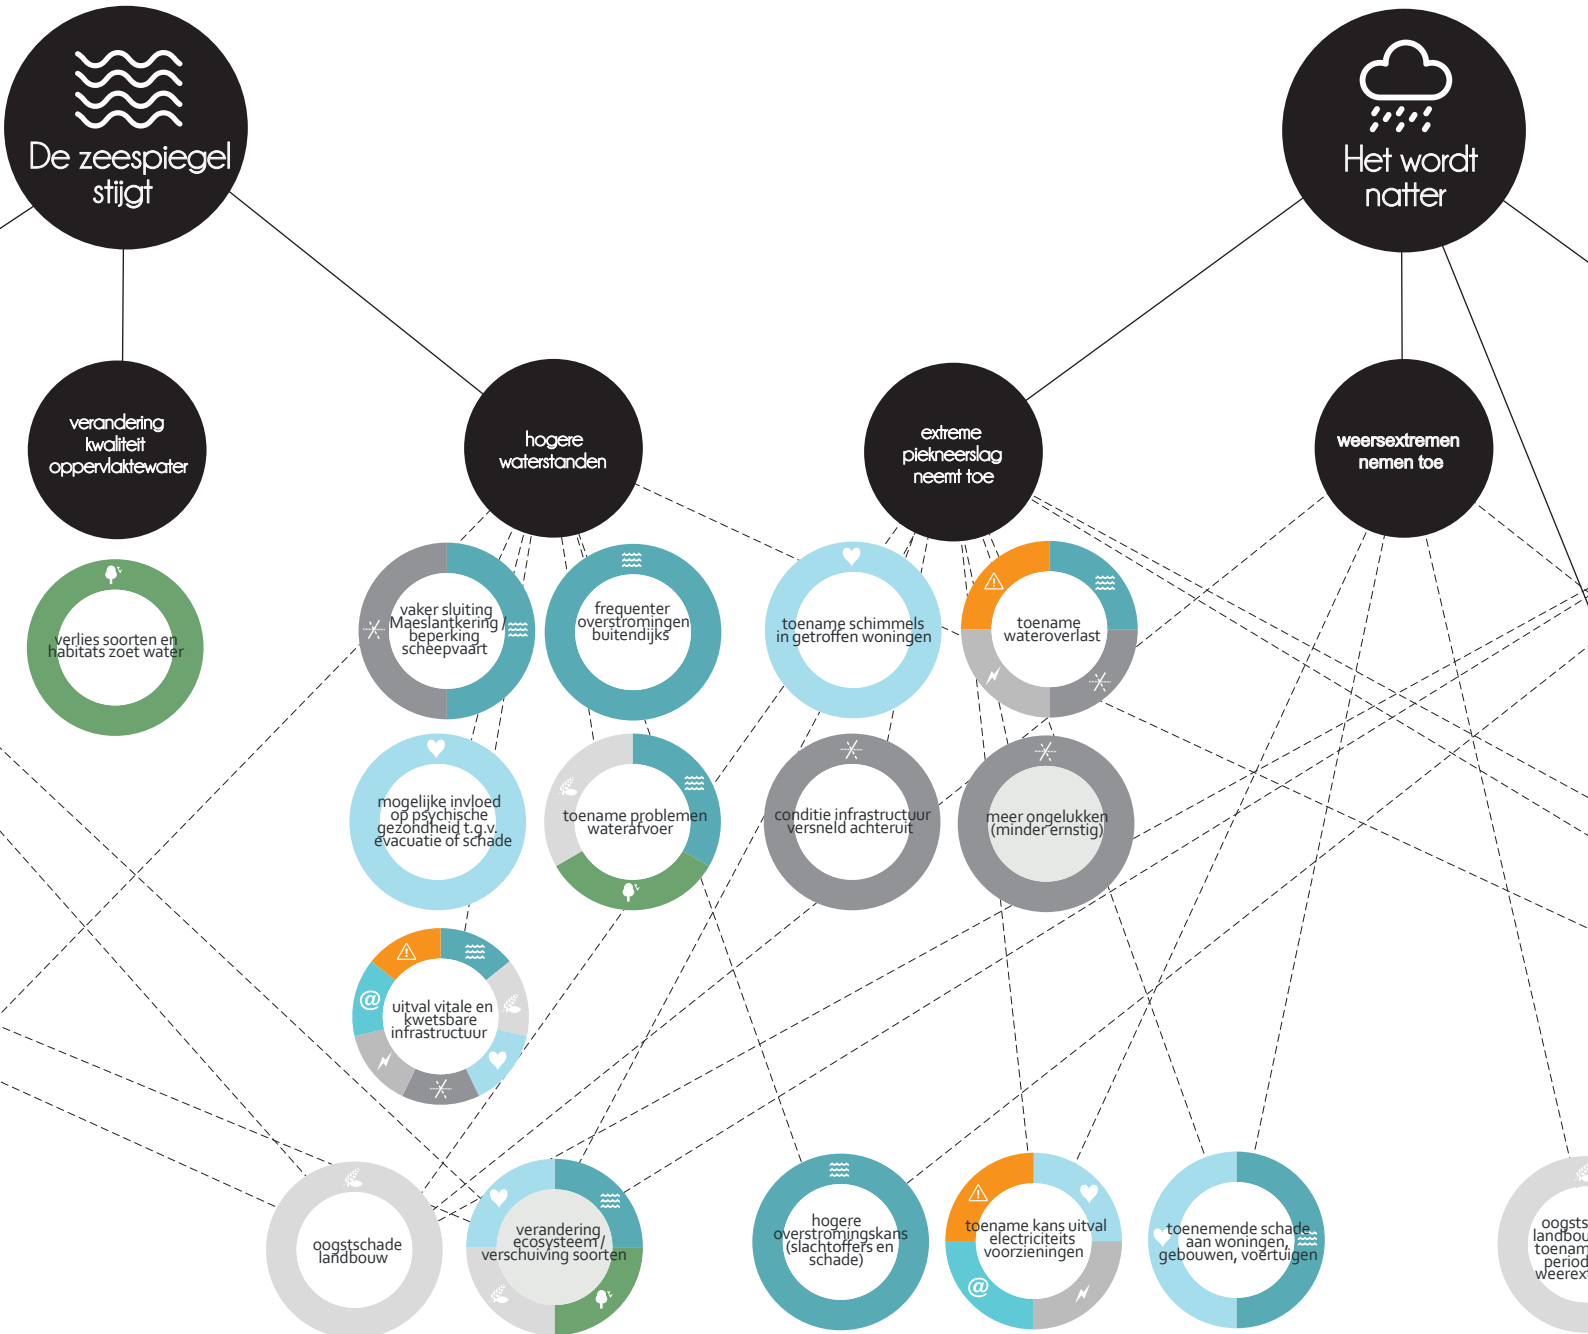 De zeespiegel
stijgt
Het wordt
natter
verandering
kwaliteit
oppervlaktewater
hogere
waterstanden
extreme
piekneerslag
neemt toe
weersextremen
nemen toe
verlies soorten en
habitats zoet water
vaker sluiting
Maeslantkering /
beperking
scheepvaart
frequenter
overstromingen
buitendijks
toename schimmels
in getroffen woningen
toename
wateroverlast
mogelijke invloed
op psychische
gezondheid t.g.v.
evacuatie of schade
toename problemen
waterafvoer
conditie infrastructuur
versneld achteruit
meer ongelukken
(minder ernstig)
@
uitval vitale en
kwetsbare
infrastructuur
oogstschade
landbouw
verandering
ecosysteem/
verschuiving soorten
hogere
overstromingskans
(slachtoffers en
schade)
toename kans uitval
electriciteits
voorzieningen
@
toenemende schade
aan woningen,
gebouwen, voertuigen